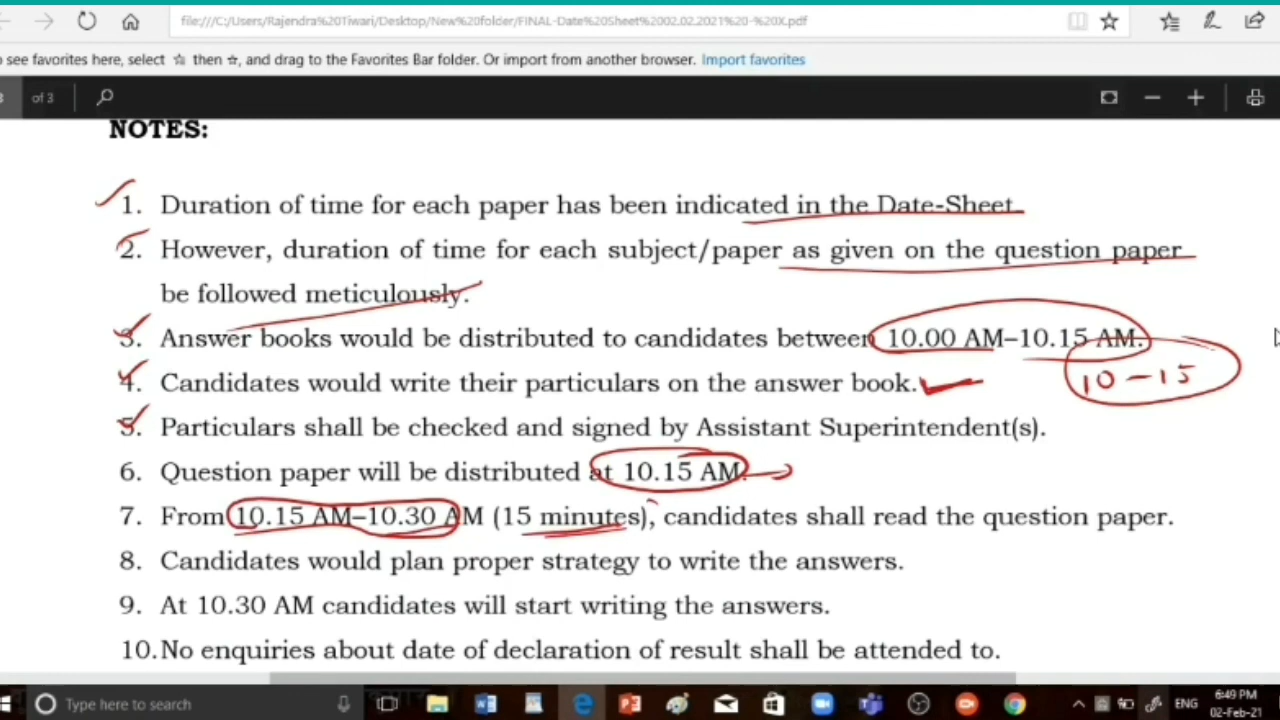 file:///C:/Users/Rajendra%20Tiwari/Desktop/New%20folder/FINAL-Date%20Sheet%2002.02.2021%20-%20X.pdf
see favorites here, select ☆ then ☆, and drag to the Favorites Bar folder. Or import from another browser. Import favorites
of 3
NOTES:
1. Duration of time for each paper has been indicated in the Date-Sheet.
2. However, duration of time for each subject/paper as given on the question paper
be followed meticulously.
3. Answer books would be distributed to candidates between 10.00 AM–10.15 AM.
4. Candidates would write their particulars on the answer book.
10 – 15
5. Particulars shall be checked and signed by Assistant Superintendent(s).
6. Question paper will be distributed at 10.15 AM.
7. From 10.15 AM–10.30 AM (15 minutes), candidates shall read the question paper.
8. Candidates would plan proper strategy to write the answers.
9. At 10.30 AM candidates will start writing the answers.
10. No enquiries about date of declaration of result shall be attended to.
Type here to search
ENG
6:49 PM
02-Feb-21